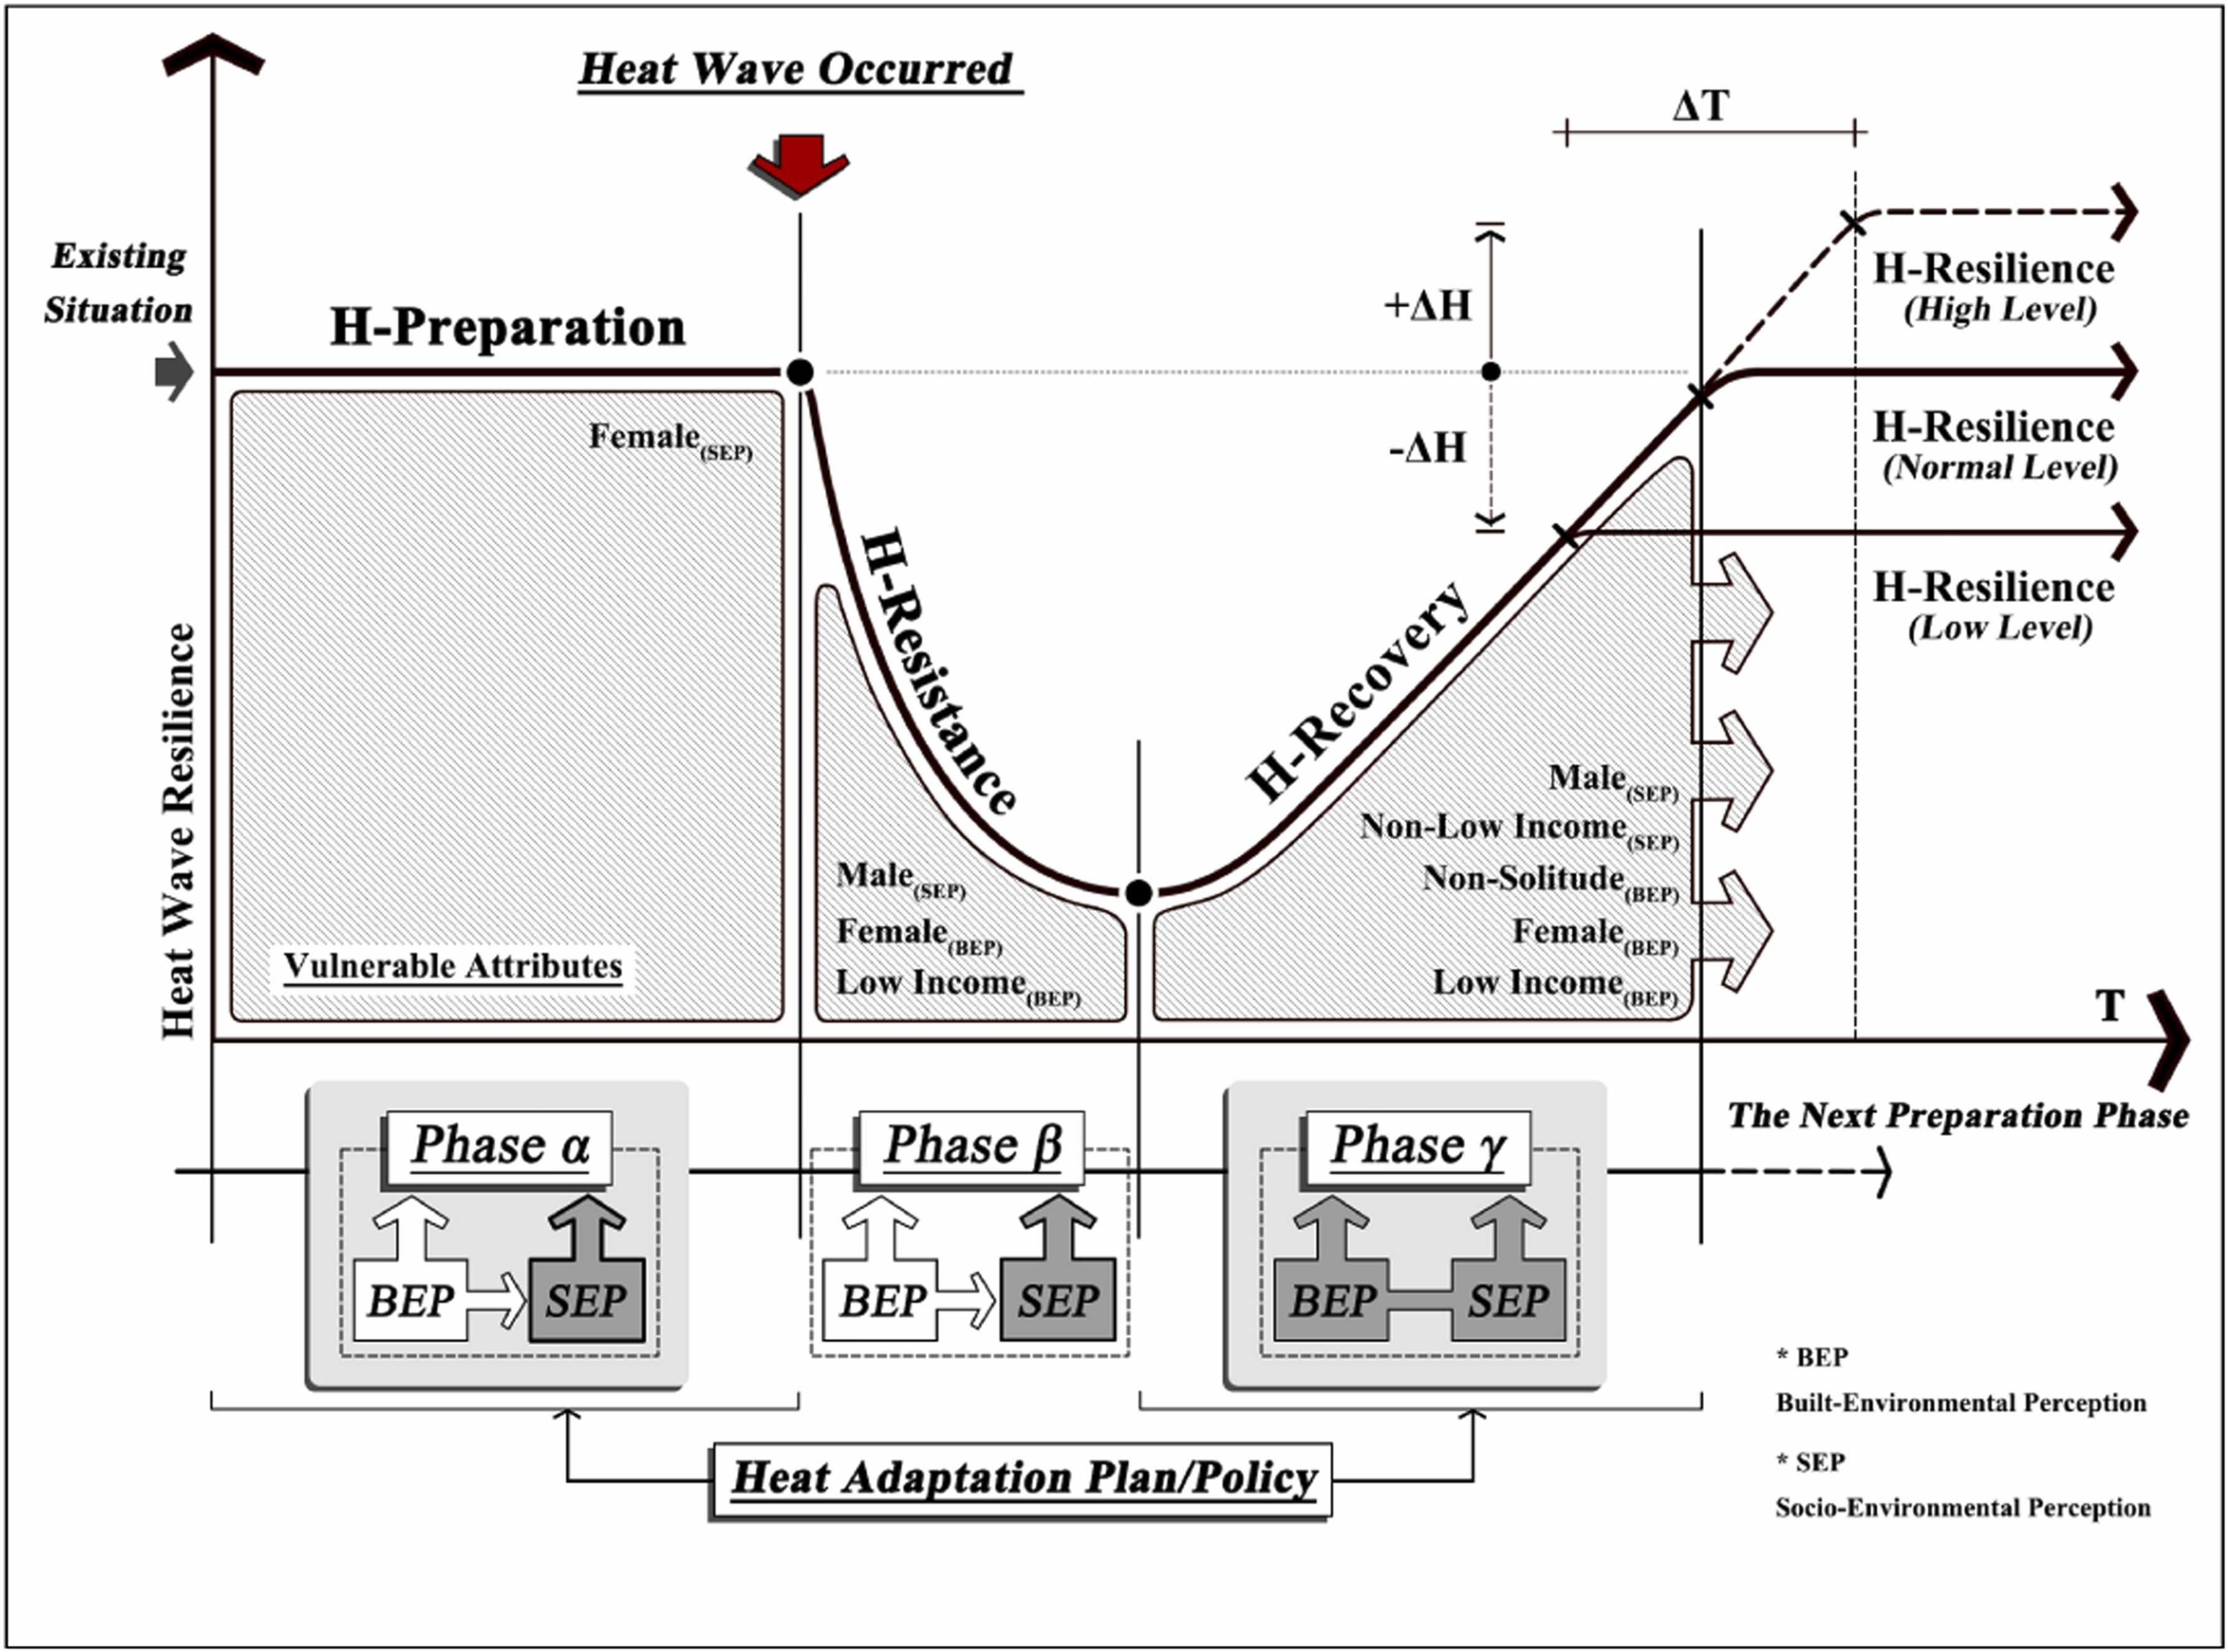 Heat Wave Occurred
ΔT
Existing
Situation
H-Preparation
+ΔH
-ΔH
H-Resilience
(High Level)
H-Resilience
(Normal Level)
H-Resilience
(Low Level)
Female(SEP)
H-Resistance
H-Recovery
Heat Wave Resilience
Vulnerable Attributes
Male(SEP)
Female(BEP)
Low Income(BEP)
Male(SEP)
Non-Low Income(SEP)
Non-Solitude(BEP)
Female(BEP)
Low Income(BEP)
T
The Next Preparation Phase
Phase α
BEP
SEP
Phase β
BEP
SEP
Phase γ
BEP
SEP
Heat Adaptation Plan/Policy
* BEP
Built-Environmental Perception
* SEP
Socio-Environmental Perception